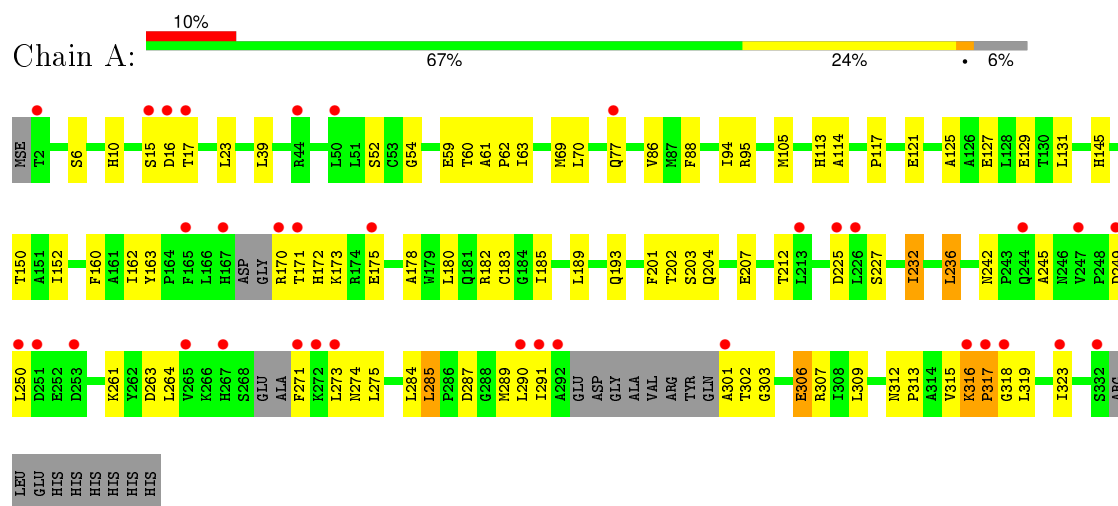 10%
Chain A:
67% 24% • 6%
MSE T2 S6 H10 S15 D16 T17 L23 L39 R44 L50 L51 S52 C53 G54 E59 T60 A61 P62 I63 M69 L70 Q77 V86 M87 F88 I94 R95 M105 H113 A114 P117 E121 A125 A126 E127 L128 E129 T130 L131 H145
T150 A151 I152 F160 A161 I162 Y163 P164 F165 L166 H167 ASP GLY R170 T171 H172 K173 R174 E175 A178 W179 L180 Q181 R182 C183 G184 I185 L189 Q193 F201 T202 S203 Q204 E207 T212 L213 D225 L226 S227 I232 L236 N242 P243 Q244 A245 N246 V247 P248
L250 D251 E252 D253 K261 Y262 D263 L264 V265 K266 H267 S268 GLU ALA F271 K272 L273 N274 L275 L284 L285 P286 D287 G288 M289 L290 I291 A292 GLU ASP GLY ALA VAL ARG TYR GLN A301 T302 G303 E306 R307 I308 L309 N312 P313 A314 V315 K316 P317 G318 L319 I323 S332
LEU GLU HIS HIS HIS HIS HIS HIS